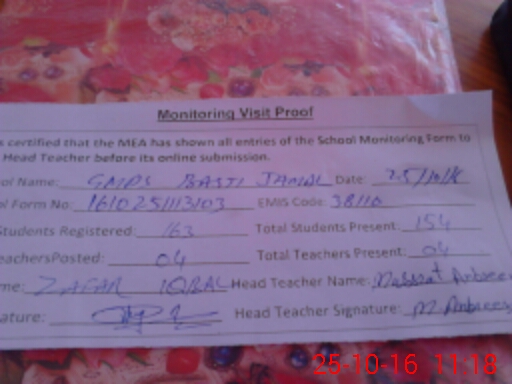 Monitoring Visit Proof
s certified that the MEA has shown all entries of the School Monitoring Form to
Head Teacher before its online submission.
ol Name: GMPS BASTI JAMAL Date: 25/10/16
ol Form No: 1610251113103 EMIS Code: 38110
Students Registered: 163 Total Students Present: 154
eachersPosted: 04 Total Teachers Present: 04
me: ZAFAR IQBAL Head Teacher Name:
ature: Head Teacher Signature:
25-10-16 11:18